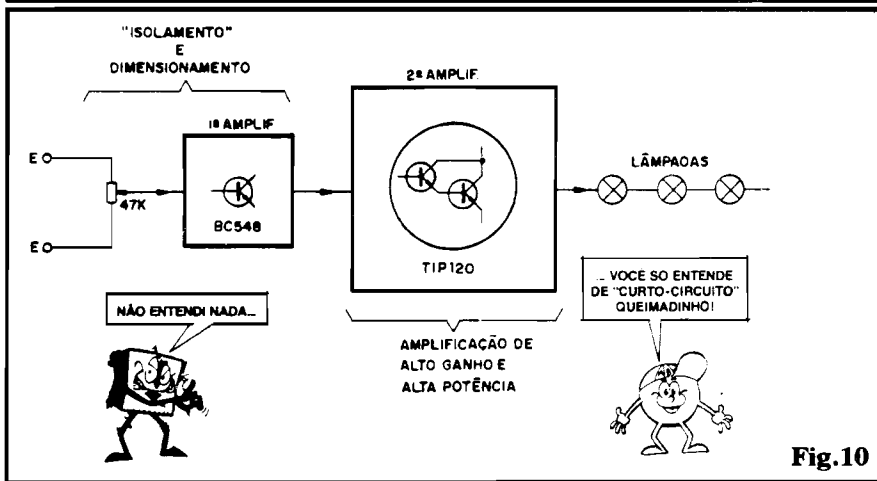 "ISOLAMENTO"
E
DIMENSIONAMENTO
1º AMPLIF
E
E
47K
BC548
2º AMPLIF.
TIP120
LÂMPADAS
NÃO ENTENDI NADA...
AMPLIFICAÇÃO DE
ALTO GANHO E
ALTA POTÊNCIA
... VOCE SO ENTENDE
DE "CURTO-CIRCUITO"
QUEIMADINHO!
Fig.10